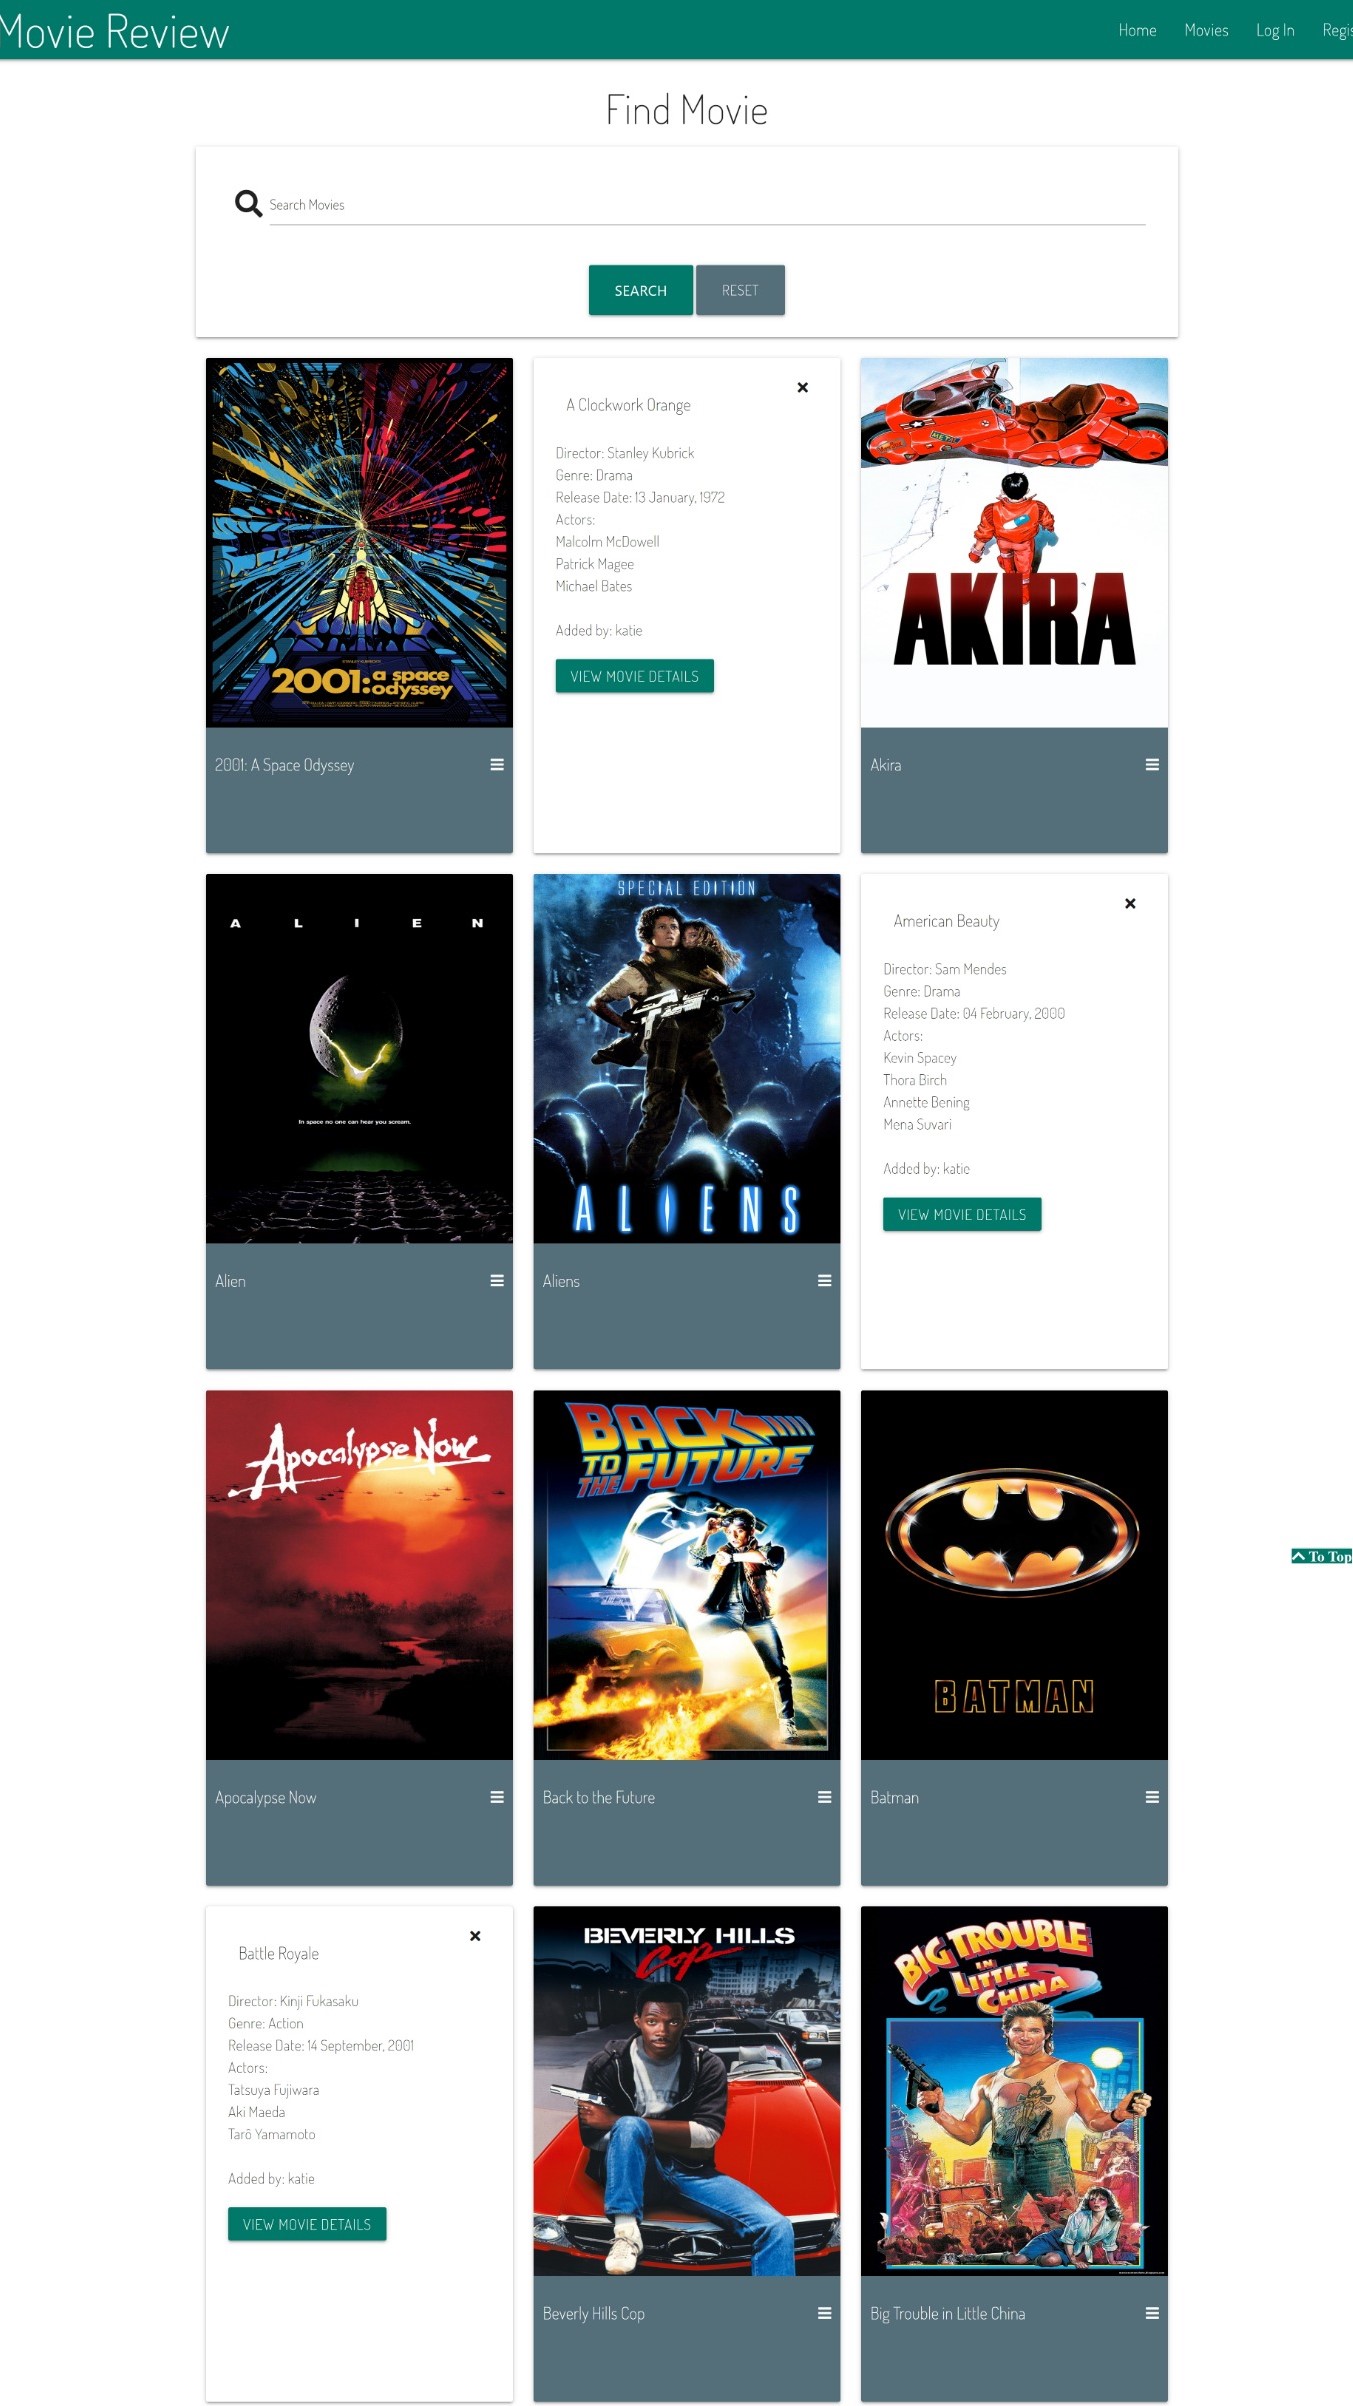 Movie Review
Home Movies Log In Regis
Find Movie
Search Movies
SEARCH RESET
2001: a space odyssey
2001: A Space Odyssey
A Clockwork Orange
Director: Stanley Kubrick
Genre: Drama
Release Date: 13 January, 1972
Actors:
Malcolm McDowell
Patrick Magee
Michael Bates
Added by: katie
VIEW MOVIE DETAILS
AKIRA
Akira
ALIEN
In space no one can hear you scream.
Alien
SPECIAL EDITION
ALIENS
Aliens
American Beauty
Director: Sam Mendes
Genre: Drama
Release Date: 04 February, 2000
Actors:
Kevin Spacey
Thora Birch
Annette Bening
Mena Suvari
Added by: katie
VIEW MOVIE DETAILS
Apocalypse Now
Apocalypse Now
BACK
TO
THE FUTURE
Back to the Future
BATMAN
Batman
To Top
Battle Royale
Director: Kinji Fukasaku
Genre: Action
Release Date: 14 September, 2001
Actors:
Tatsuya Fujiwara
Aki Maeda
Tarō Yamamoto
Added by: katie
VIEW MOVIE DETAILS
BEVERLY HILLS
Cop
Beverly Hills Cop
BIG TROUBLE
IN
LITTLE
CHINA
Big Trouble in Little China